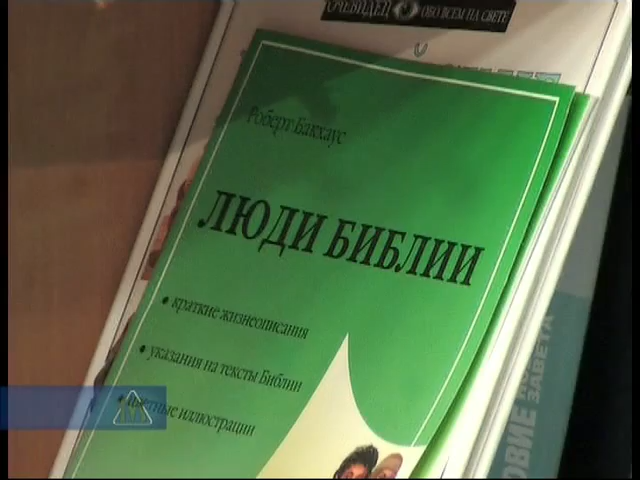 ОЧЕВИДЕЦ ОБО ВСЕМ НА СВЕТЕ
Роберт Бакхаус
ЛЮДИ БИБЛИИ
• краткие жизнеописания
• указания на тексты Библии
• цветные иллюстрации
ЗАВЕТА